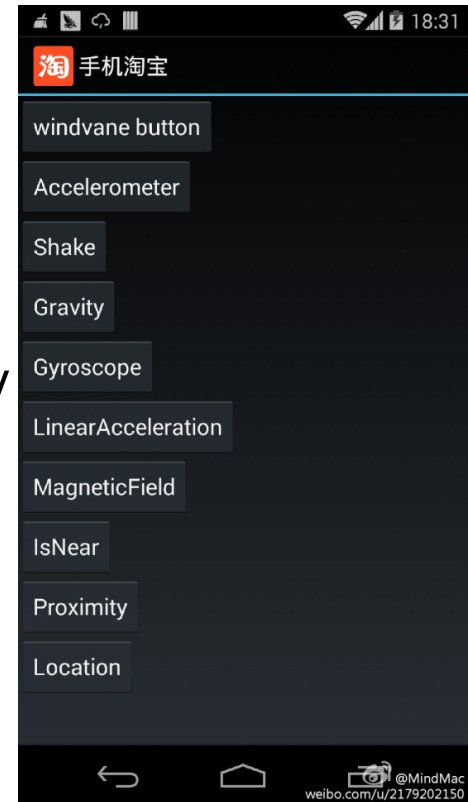 18:31
淘 手机淘宝
windvane button
Accelerometer
Shake
Gravity
Gyroscope
LinearAcceleration
MagneticField
IsNear
Proximity
Location
@MindMac
weibo.com/u/2179202150